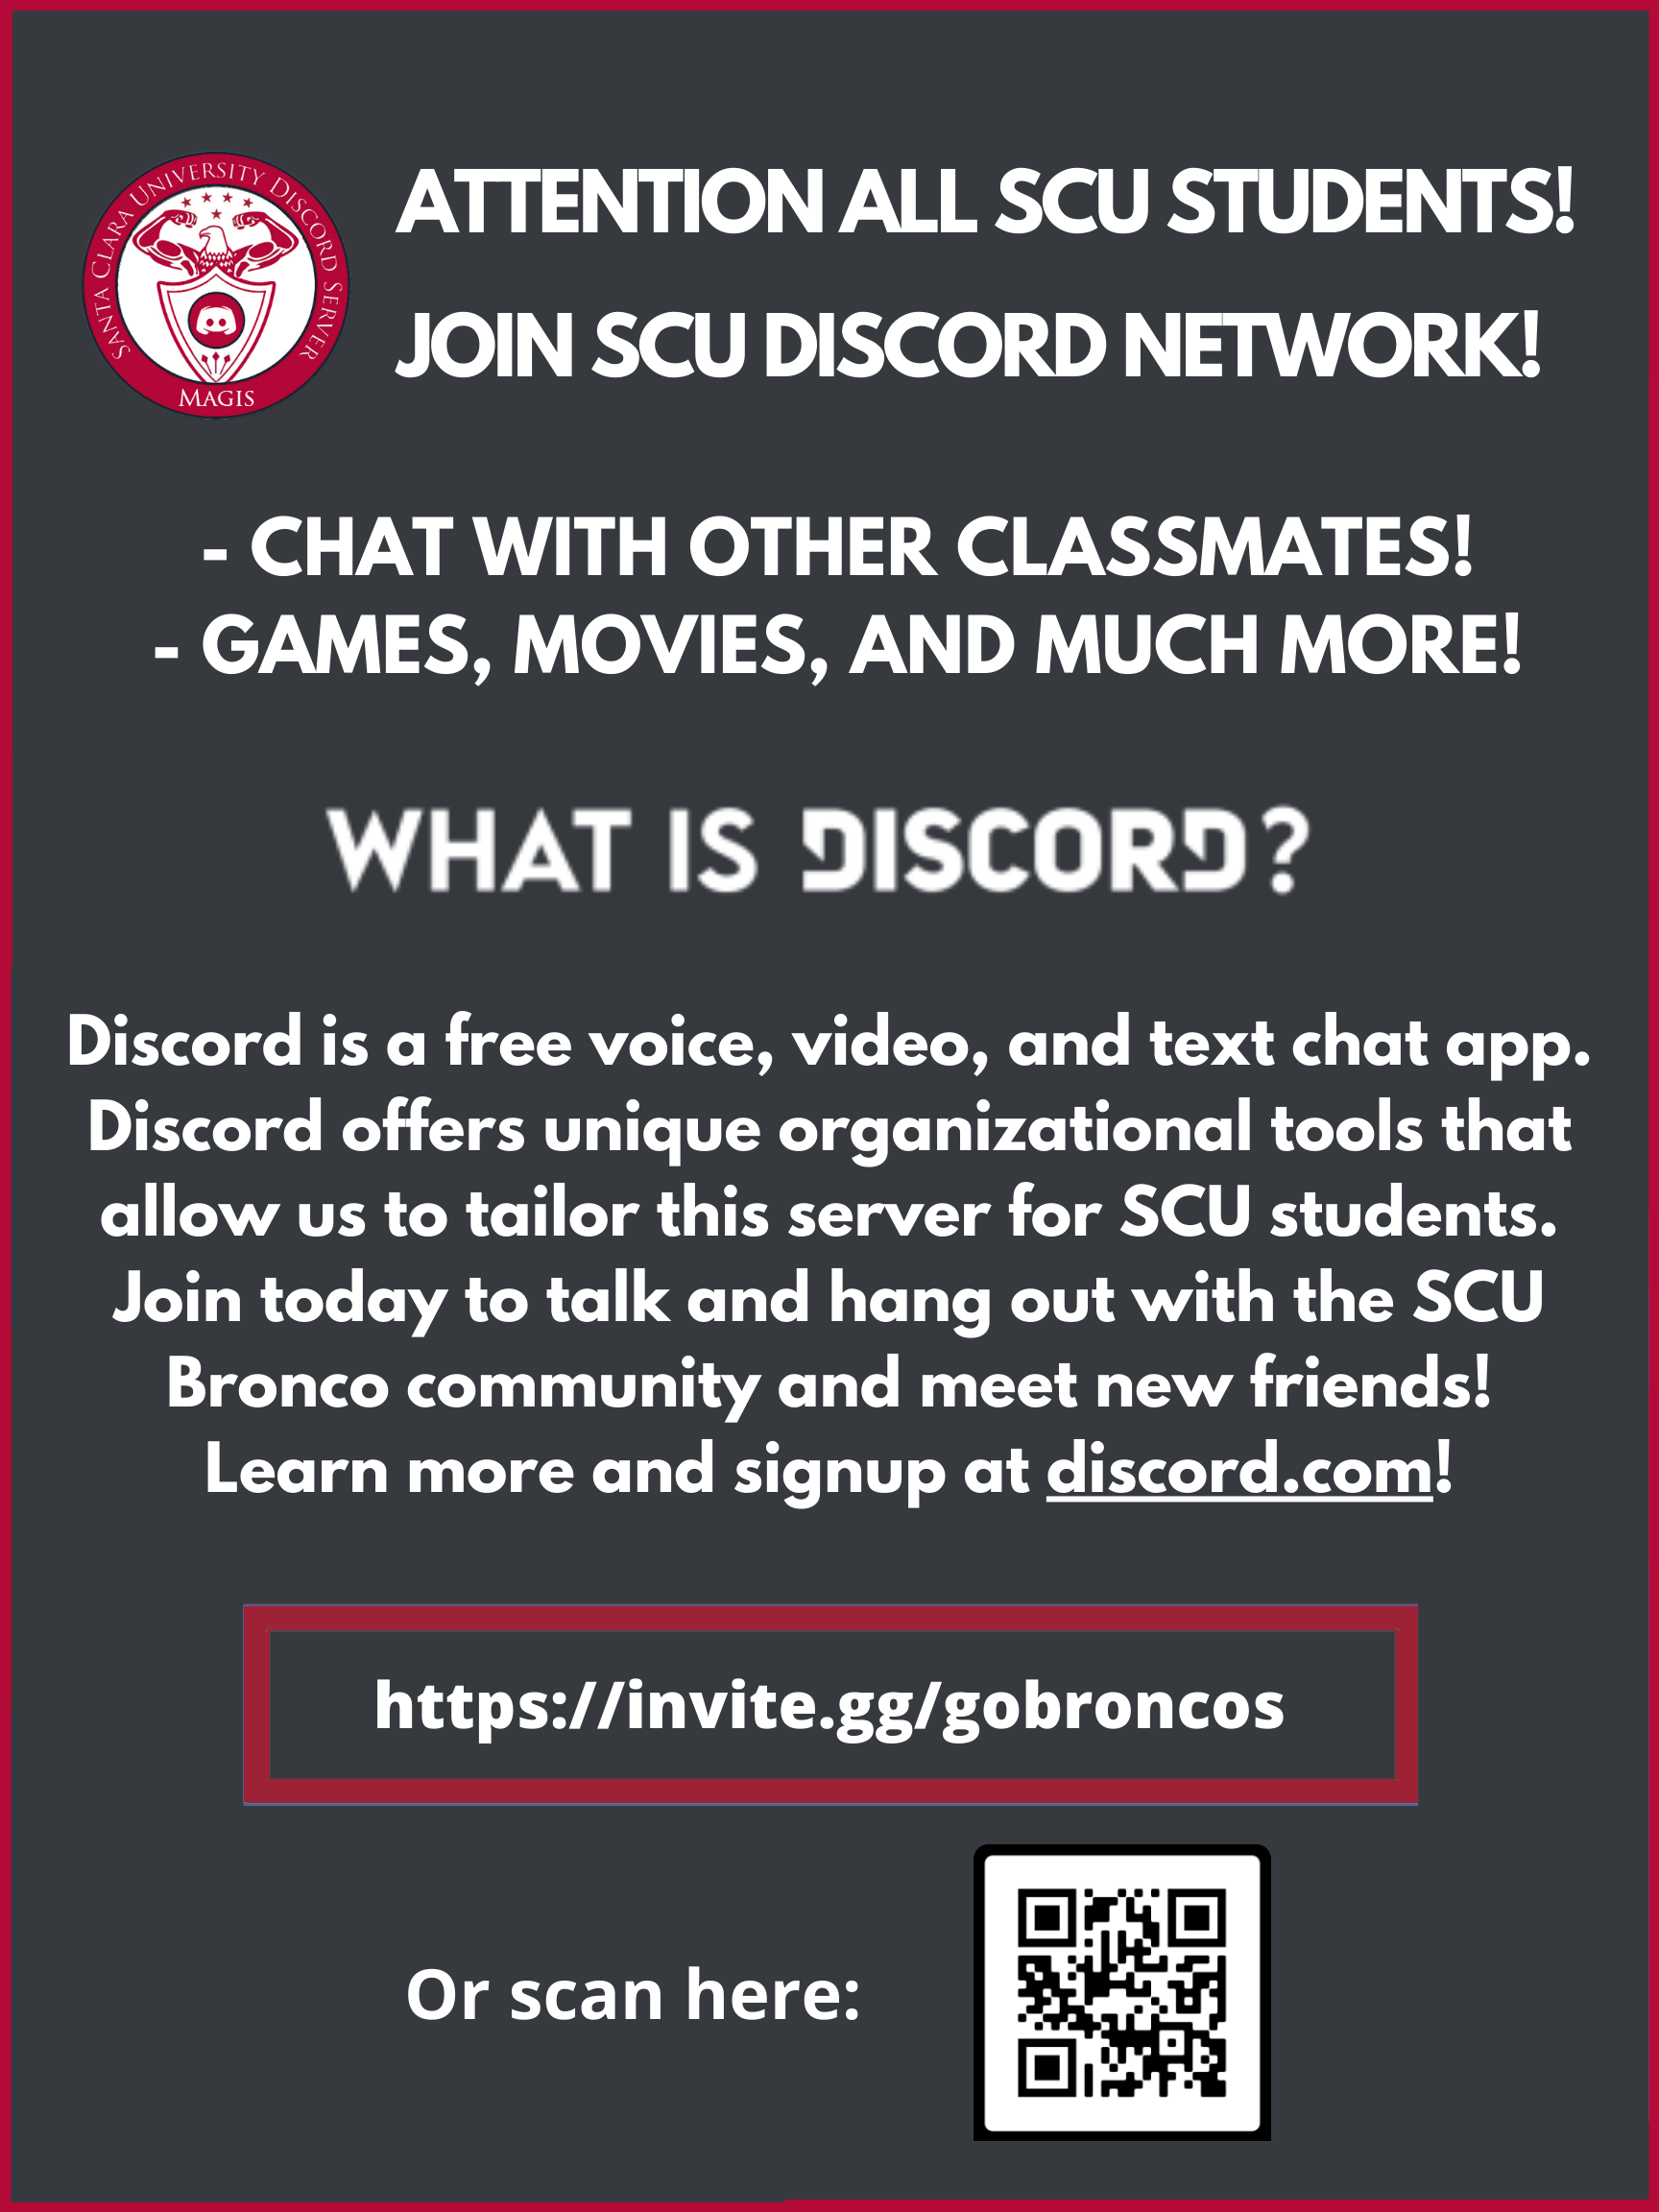 SANTA CLARA UNIVERSITY DISCORD SERVER
MAGIS
ATTENTION ALL SCU STUDENTS!
JOIN SCU DISCORD NETWORK!
- CHAT WITH OTHER CLASSMATES!
- GAMES, MOVIES, AND MUCH MORE!
WHAT IS DISCORD?
Discord is a free voice, video, and text chat app.
Discord offers unique organizational tools that
allow us to tailor this server for SCU students.
Join today to talk and hang out with the SCU
Bronco community and meet new friends!
Learn more and signup at discord.com!
https://invite.gg/gobroncos
Or scan here: